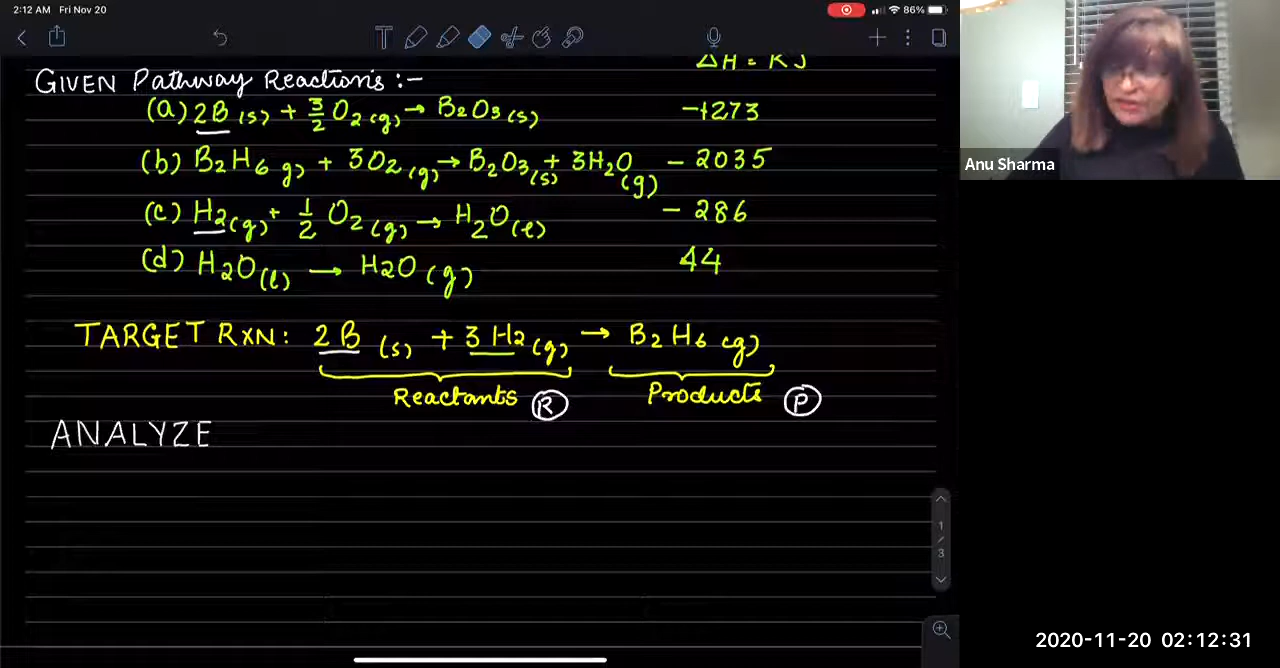 2:12 AM Fri Nov 20
86%
ΔH = KJ
GIVEN Pathway Reactions :-
(a) 2B (s) + 3/2 O2 (g) → B2O3 (s) -1273
(b) B2H6 g) + 3O2 (g) → B2O3 (s) + 3H2O (g) - 2035
(c) H2 (g) + 1/2 O2 (g) → H2O (l) - 286
(d) H2O (l) → H2O (g) 44
TARGET RXN: 2B (s) + 3 H2 (g) → B2H6 (g)
Reactants R Products P
ANALYZE
Anu Sharma
1/3
2020-11-20 02:12:31